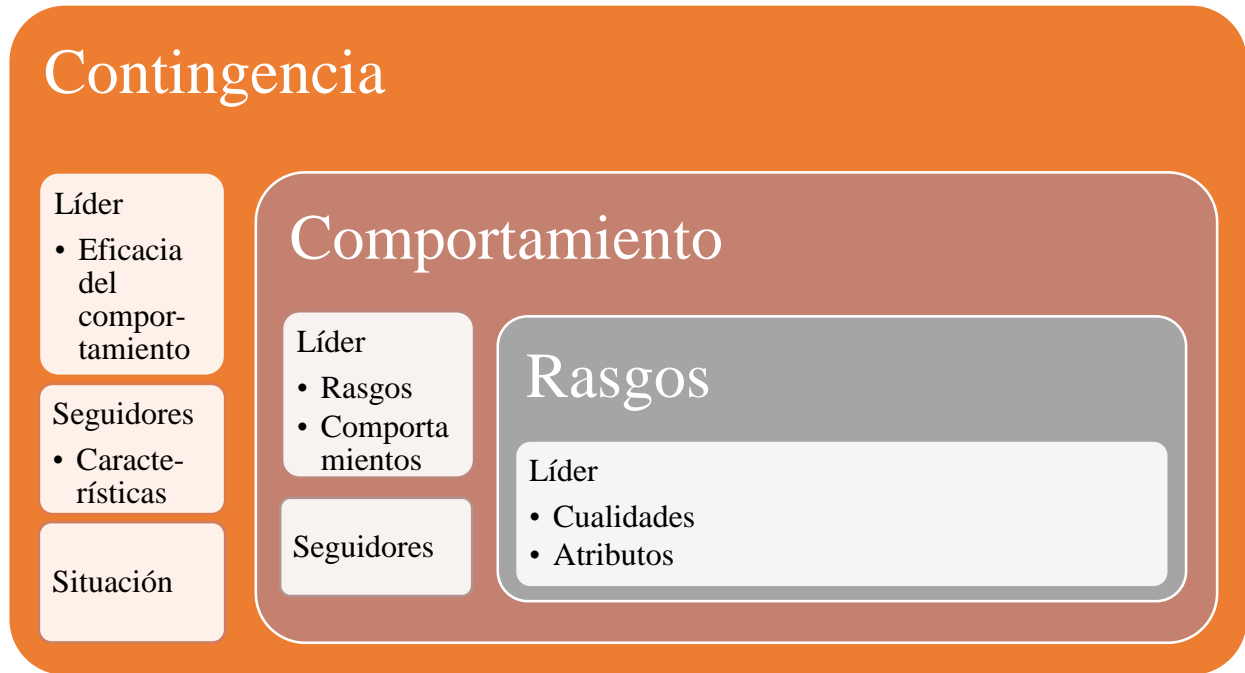 Contingencia
Líder
• Eficacia
del
compor-
tamiento
Seguidores
• Caracte-
rísticas
Situación
Comportamiento
Líder
• Rasgos
• Comporta
mientos
Seguidores
Rasgos
Líder
• Cualidades
• Atributos